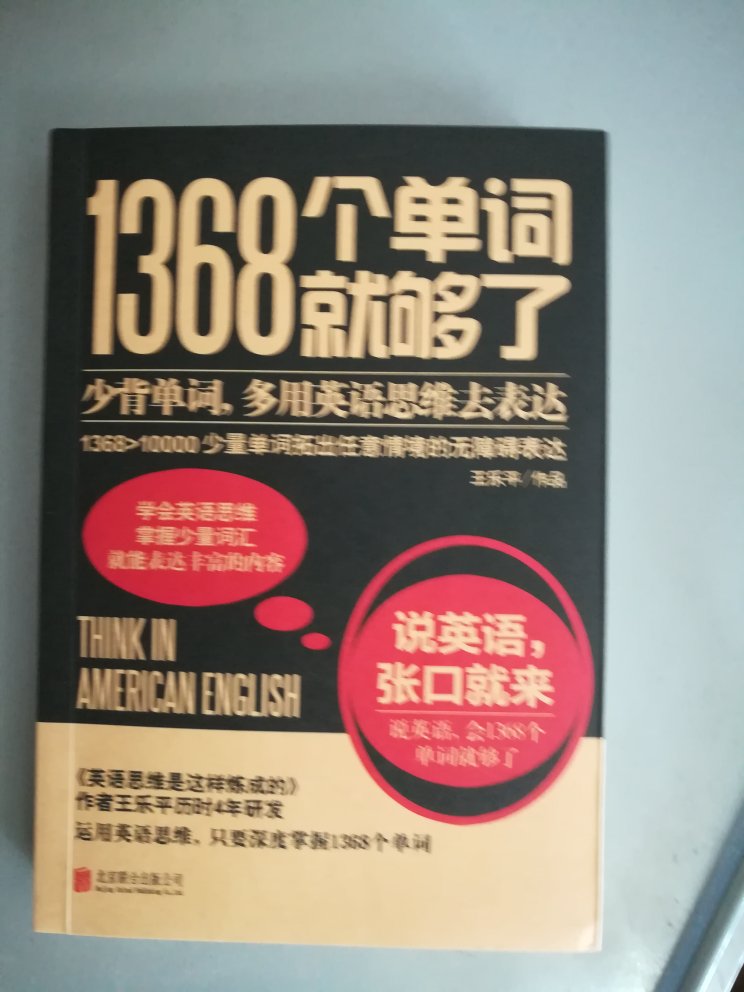 1368个单词
就够了
少背单词，多用英语思维去表达
1368>10000 少量单词拓出任意情境的无障碍表达
王乐平/作品
学会英语思维
掌握少量词汇
就能表达丰富的内容
THINK IN
AMERICAN ENGLISH
说英语，
张口就来
说英语，会1368个
单词就够了
《英语思维是这样炼成的》
作者王乐平历时4年研发
运用英语思维，只要深度掌握1368个单词
北京联合出版公司
Beijing United Publishing Co.,Ltd.